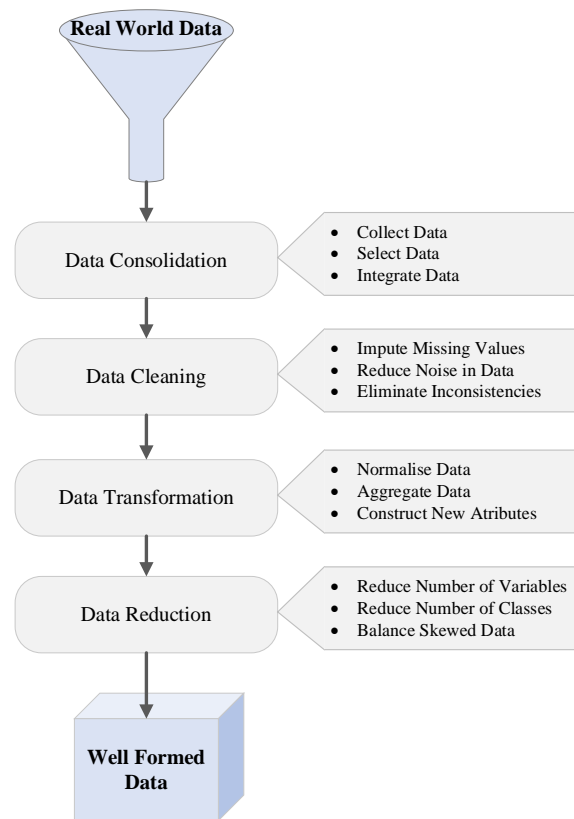 Real World Data
Data Consolidation
• Collect Data
• Select Data
• Integrate Data
Data Cleaning
• Impute Missing Values
• Reduce Noise in Data
• Eliminate Inconsistencies
Data Transformation
• Normalise Data
• Aggregate Data
• Construct New Atributes
Data Reduction
• Reduce Number of Variables
• Reduce Number of Classes
• Balance Skewed Data
Well Formed
Data